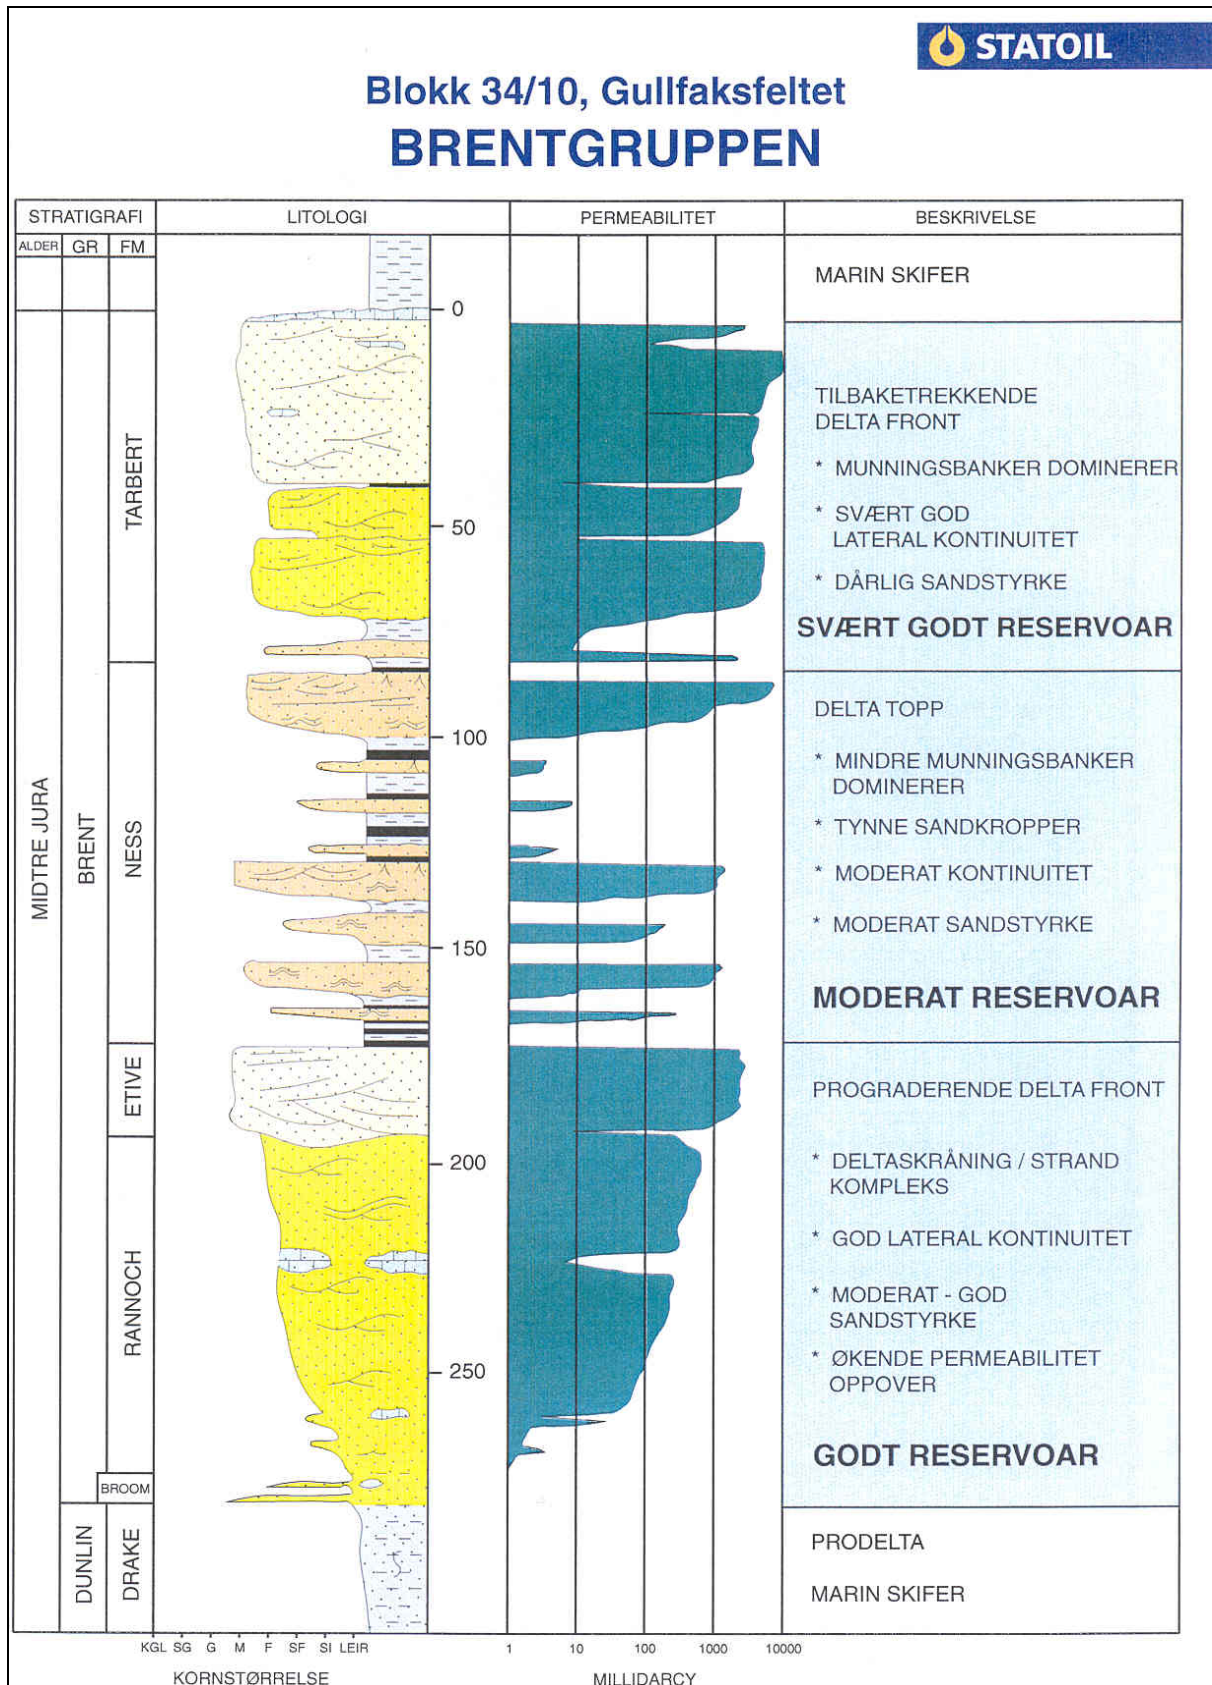 STATOIL
Blokk 34/10, Gullfaksfeltet
BRENTGRUPPEN
STRATIGRAFI
LITOLOGI
PERMEABILITET
BESKRIVELSE
ALDER
GR
FM
MARIN SKIFER
0
TILBAKETREKKENDE
DELTA FRONT
* MUNNINGSBANKER DOMINERER
TARBERT
50
* SVÆRT GOD
LATERAL KONTINUITET
* DÅRLIG SANDSTYRKE
SVÆRT GODT RESERVOAR
DELTA TOPP
100
* MINDRE MUNNINGSBANKER
DOMINERER
MIDTRE JURA
BRENT
NESS
* TYNNE SANDKROPPER
* MODERAT KONTINUITET
* MODERAT SANDSTYRKE
150
MODERAT RESERVOAR
ETIVE
PROGRADERENDE DELTA FRONT
200
* DELTASKRÅNING / STRAND
KOMPLEKS
* GOD LATERAL KONTINUITET
RANNOCH
* MODERAT - GOD
SANDSTYRKE
* ØKENDE PERMEABILITET
OPPOVER
250
GODT RESERVOAR
BROOM
DUNLIN
DRAKE
PRODELTA
MARIN SKIFER
KGL SG G M F SF SI LEIR
1 10 100 1000 10000
KORNSTØRRELSE
MILLIDARCY